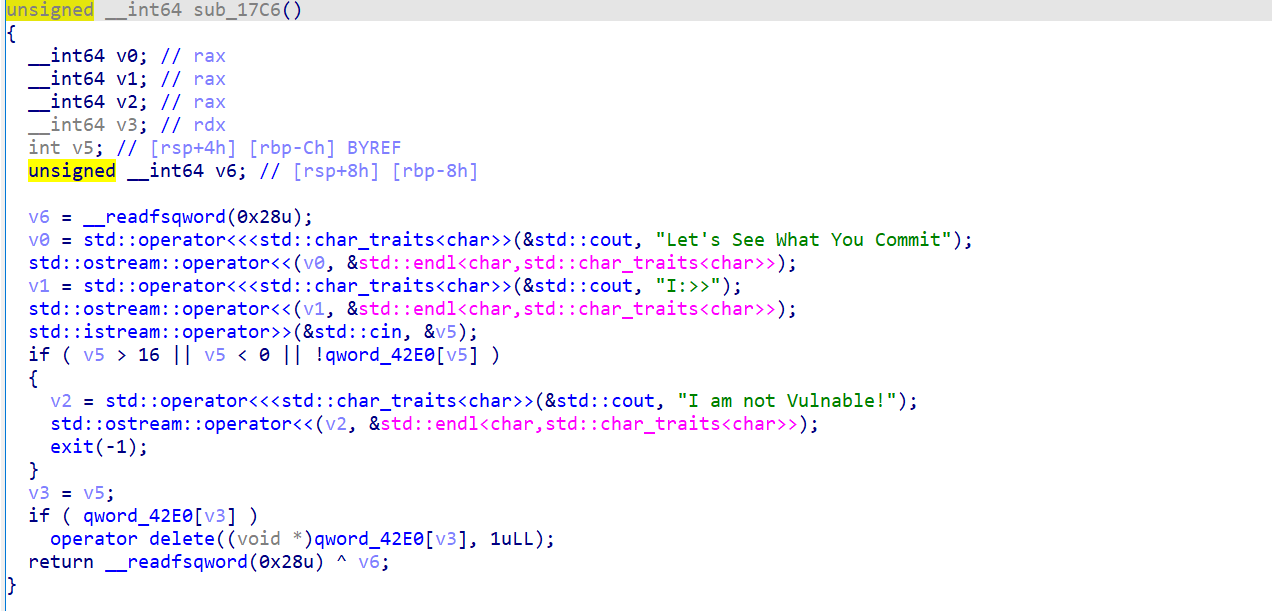 unsigned __int64 sub_17C6()
{
  __int64 v0; // rax
  __int64 v1; // rax
  __int64 v2; // rax
  __int64 v3; // rdx
  int v5; // [rsp+4h] [rbp-Ch] BYREF
  unsigned __int64 v6; // [rsp+8h] [rbp-8h]

  v6 = __readfsqword(0x28u);
  v0 = std::operator<<<std::char_traits<char>>(&std::cout, "Let's See What You Commit");
  std::ostream::operator<<(v0, &std::endl<char,std::char_traits<char>>);
  v1 = std::operator<<<std::char_traits<char>>(&std::cout, "I:>>");
  std::ostream::operator<<(v1, &std::endl<char,std::char_traits<char>>);
  std::istream::operator>>(&std::cin, &v5);
  if ( v5 > 16 || v5 < 0 || !qword_42E0[v5] )
  {
    v2 = std::operator<<<std::char_traits<char>>(&std::cout, "I am not Vulnable!");
    std::ostream::operator<<(v2, &std::endl<char,std::char_traits<char>>);
    exit(-1);
  }
  v3 = v5;
  if ( qword_42E0[v3] )
    operator delete((void *)qword_42E0[v3], 1uLL);
  return __readfsqword(0x28u) ^ v6;
}